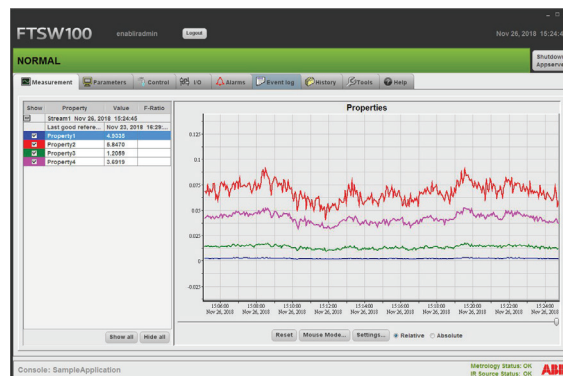 FTSW100 enabliradmin Logout Nov 26, 2018 15:24:4
NORMAL Shutdown Appserve
Measurement Parameters Control I/O Alarms Event log History Tools Help
Show Property Value F-Ratio
Stream1 Nov 26, 2018 15:24:45
Last good refere... Nov 23, 2018 16:29:...
Property1 4.9035
Property2 6.8470
Property3 1.2059
Property4 3.6919
Show all Hide all
Properties
0.123
0.1
0.075
0.05
0.025
0
-0.025
15:06:00 15:08:00 15:10:00 15:12:00 15:14:00 15:16:00 15:18:00 15:20:00 15:22:00 15:24:00
Nov 26, 2018 Nov 26, 2018 Nov 26, 2018 Nov 26, 2018 Nov 26, 2018 Nov 26, 2018 Nov 26, 2018 Nov 26, 2018 Nov 26, 2018 Nov 26, 2018
Reset Mouse Mode... Settings... Relative Absolute
Console: SampleApplication
Metrology Status: OK
IR Source Status: OK
ABB